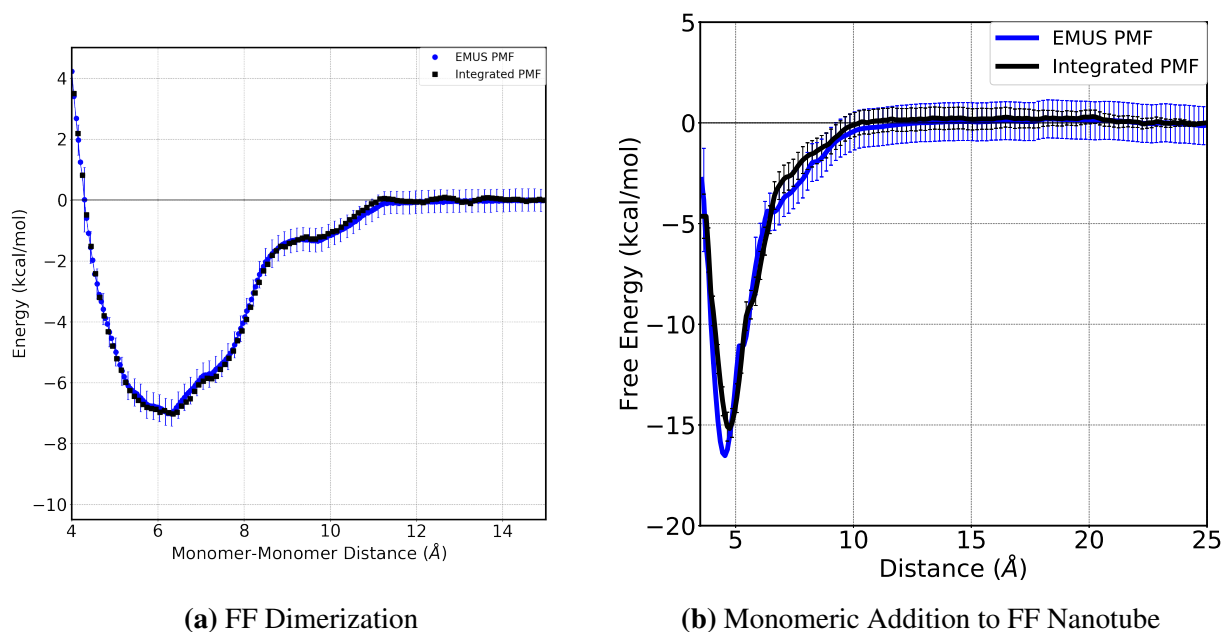 EMUS PMF
Integrated PMF
4
2
0
−2
−4
−6
−8
−10
Energy (kcal/mol)
4 6 8 10 12 14
Monomer-Monomer Distance (Å)
(a) FF Dimerization
EMUS PMF
Integrated PMF
5
0
−5
−10
−15
−20
Free Energy (kcal/mol)
5 10 15 20 25
Distance (Å)
(b) Monomeric Addition to FF Nanotube